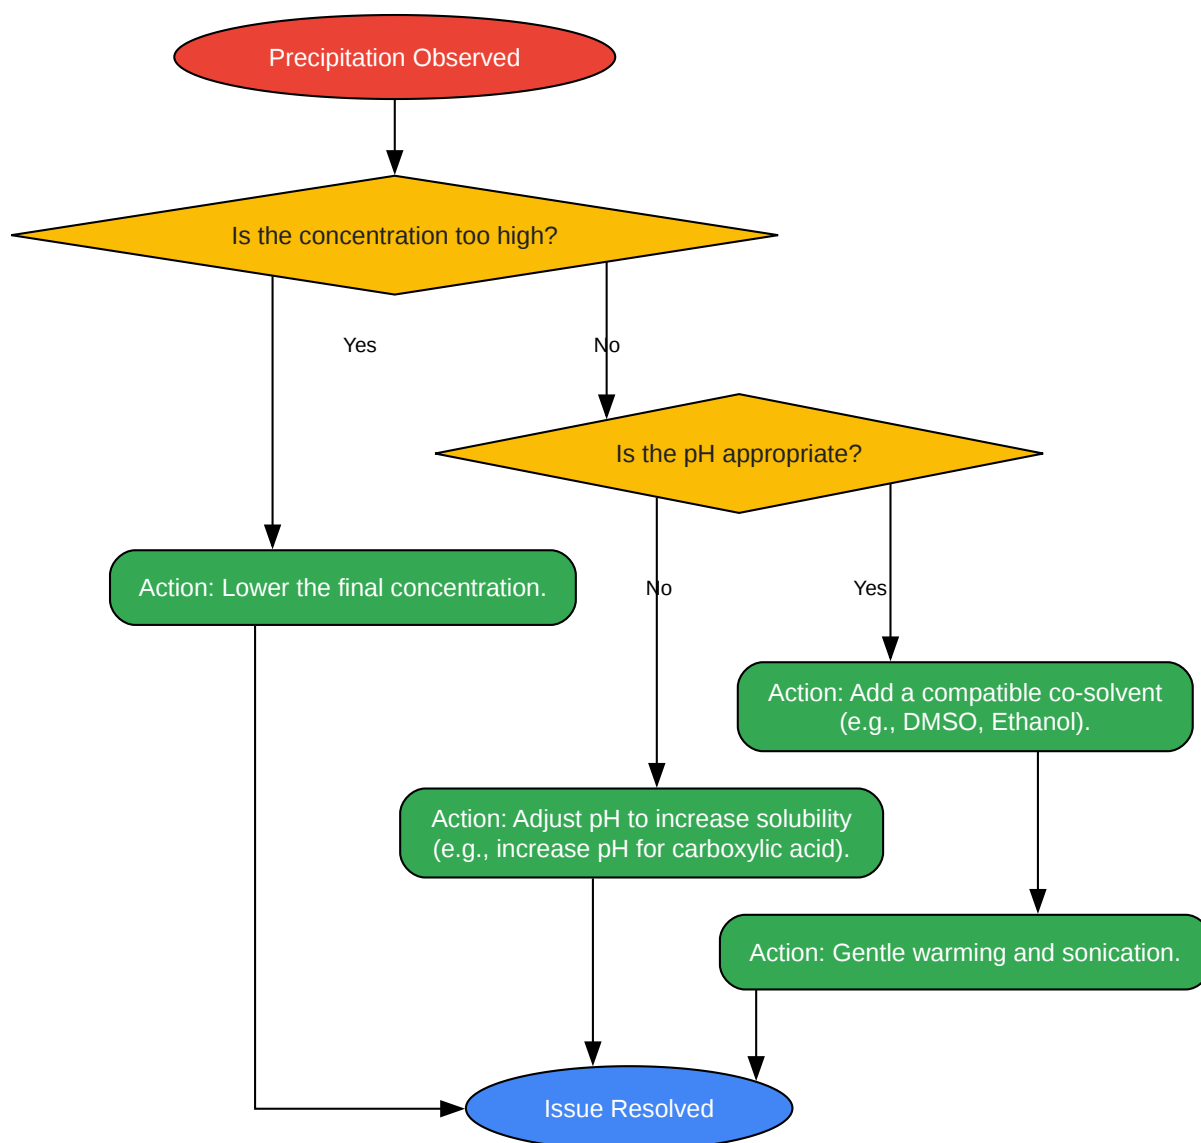 Precipitation Observed
Is the concentration too high?
Yes
No
Is the pH appropriate?
Action: Lower the final concentration.
No
Yes
Action: Add a compatible co-solvent
(e.g., DMSO, Ethanol).
Action: Adjust pH to increase solubility
(e.g., increase pH for carboxylic acid).
Action: Gentle warming and sonication.
Issue Resolved